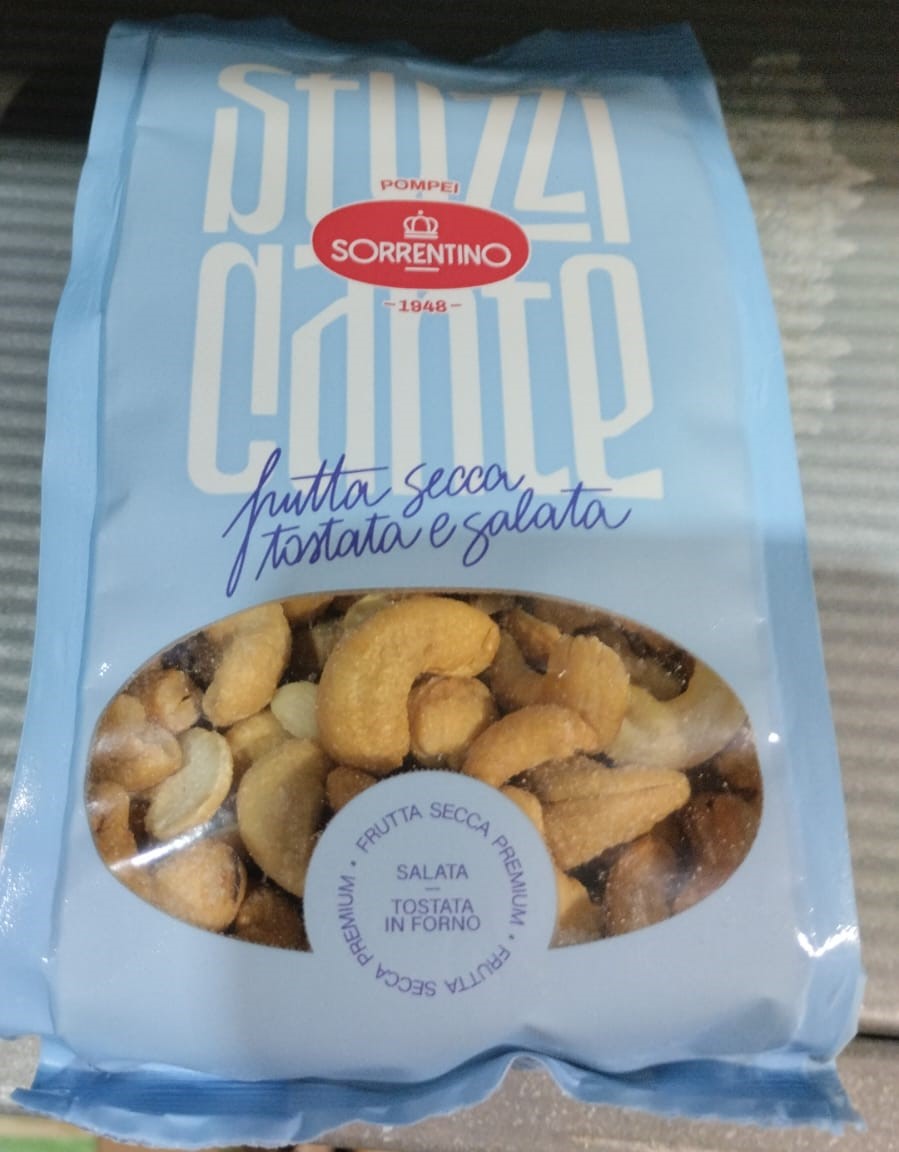 stuzzi
POMPEI
SORRENTINO
-1948-
cante
frutta secca
tostata e salata
FRUTTA SECCA PREMIUM • FRUTTA SECCA PREMIUM •
SALATA
TOSTATA
IN FORNO